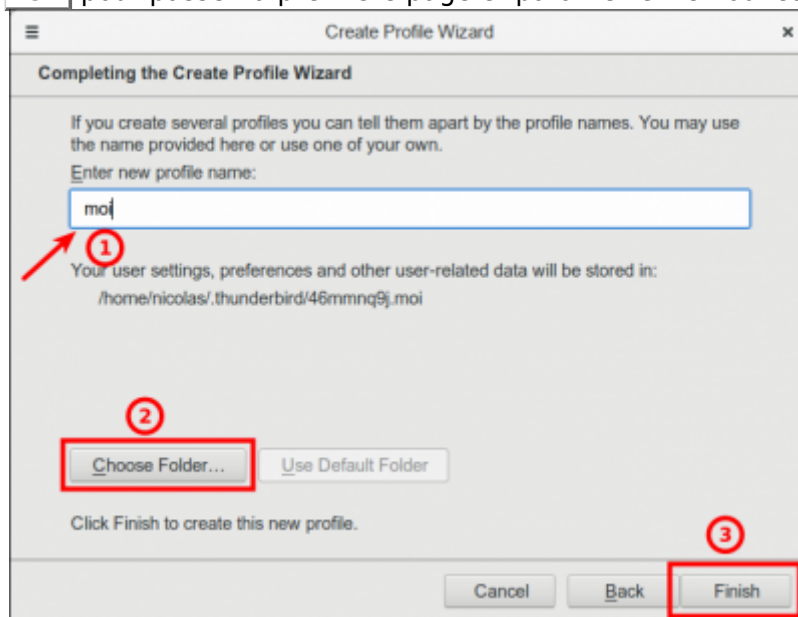 Create Profile Wizard
Completing the Create Profile Wizard
If you create several profiles you can tell them apart by the profile names. You may use
the name provided here or use one of your own.
Enter new profile name:
moi
1
Your user settings, preferences and other user-related data will be stored in:
/home/nicolas/.thunderbird/46mmnq9j.moi
2
Choose Folder... Use Default Folder
Click Finish to create this new profile.
3
Cancel Back Finish